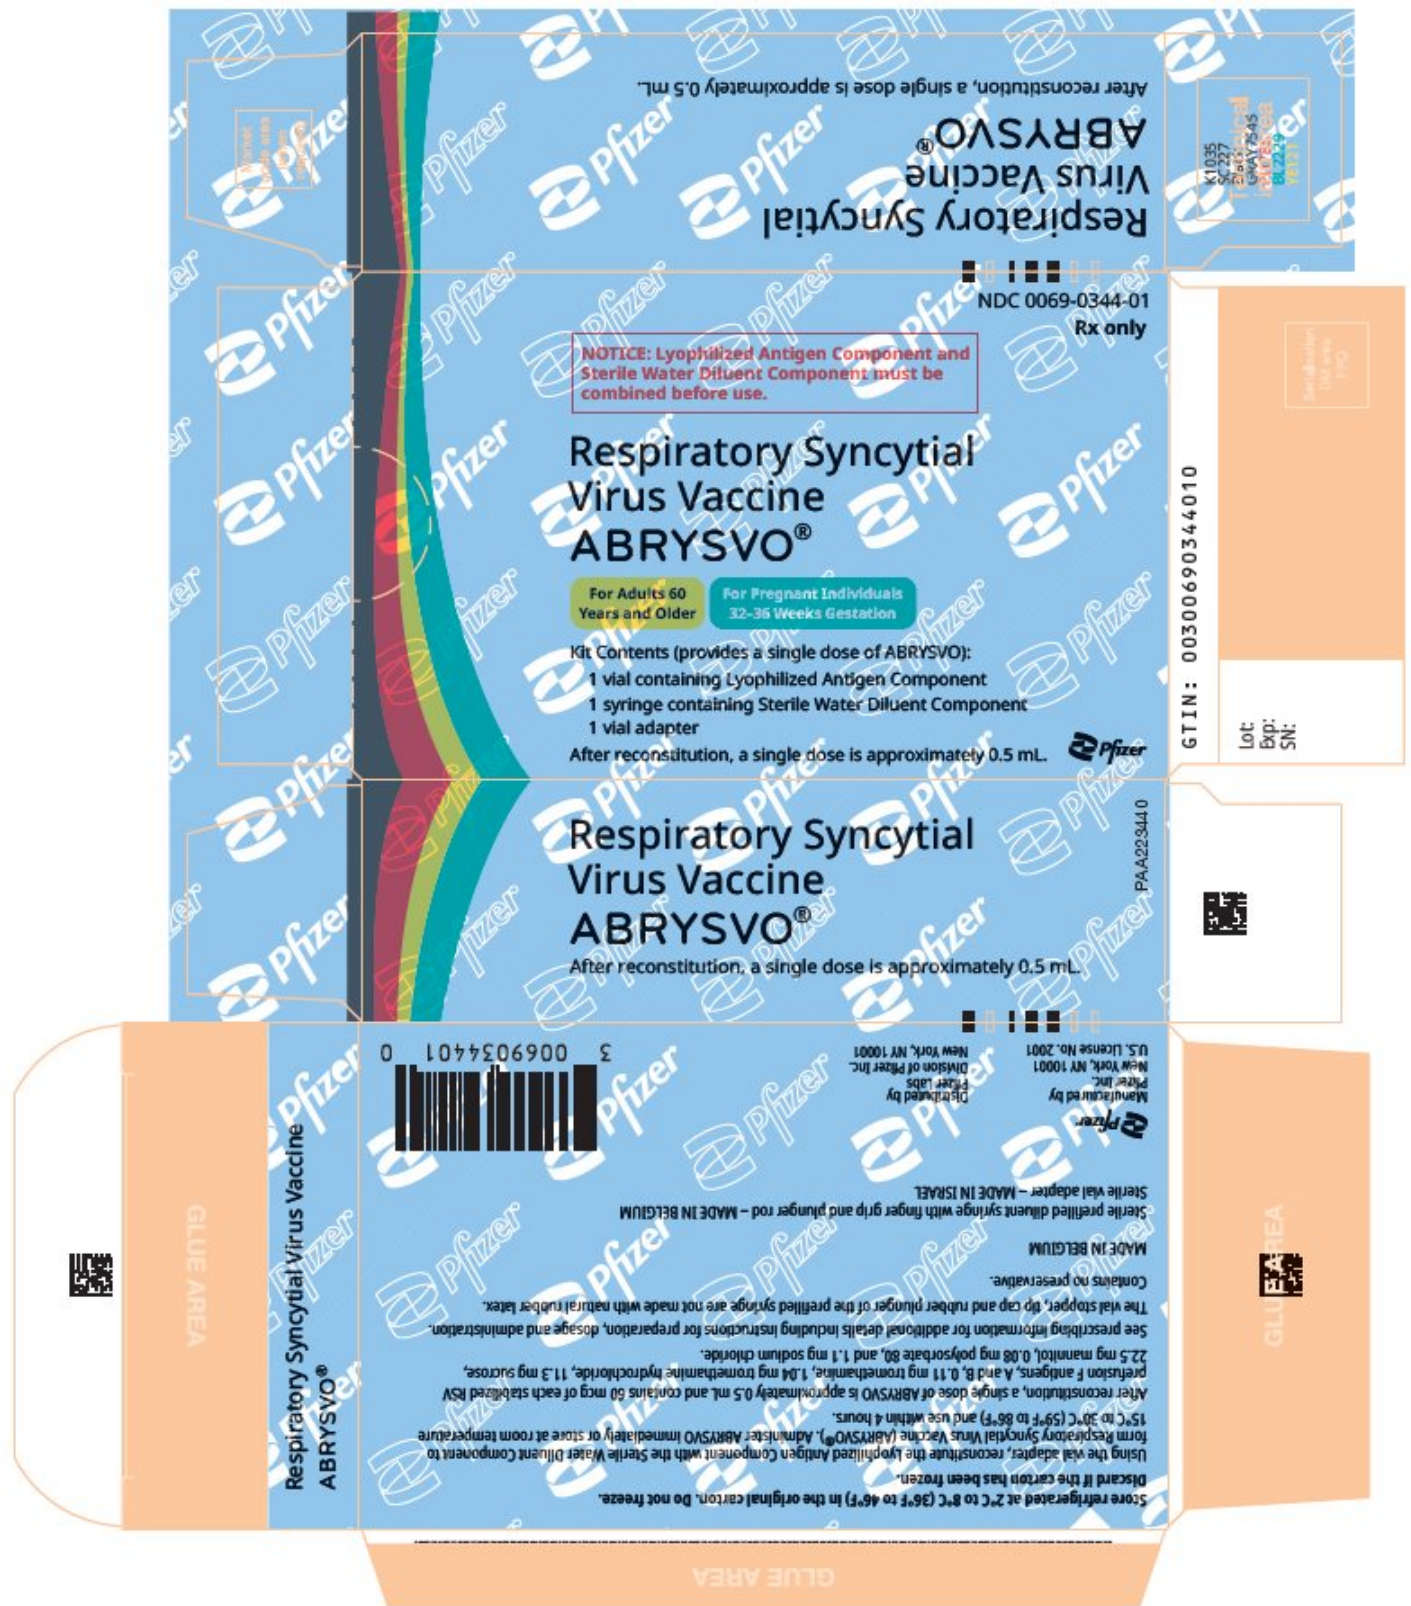 After reconstitution, a single dose is approximately 0.5 mL.
Respiratory Syncytial
Virus Vaccine
ABRYSVO®
Market
K1035
SC227
GRAY7545
BL2229
YE121
NDC 0069-0344-01
Rx only
NOTICE: Lyophilized Antigen Component and
Sterile Water Diluent Component must be
combined before use.
Respiratory Syncytial
Virus Vaccine
ABRYSVO®
For Adults 60
Years and Older
For Pregnant Individuals
32–36 Weeks Gestation
Kit Contents (provides a single dose of ABRYSVO):
1 vial containing Lyophilized Antigen Component
1 syringe containing Sterile Water Diluent Component
1 vial adapter
After reconstitution, a single dose is approximately 0.5 mL.
Pfizer
GTIN: 00300690344010
Serialization
Lot:
Exp:
SN:
Respiratory Syncytial
Virus Vaccine
ABRYSVO®
After reconstitution, a single dose is approximately 0.5 mL.
PAA223440
Store refrigerated at 2°C to 8°C (36°F to 46°F) in the original carton. Do not freeze.
Discard if the carton has been frozen.
Using the vial adapter, reconstitute the Lyophilized Antigen Component with the Sterile Water Diluent Component to
form Respiratory Syncytial Virus Vaccine (ABRYSVO®). Administer ABRYSVO immediately or store at room temperature
15°C to 30°C (59°F to 86°F) and use within 4 hours.
After reconstitution, a single dose of ABRYSVO is approximately 0.5 mL and contains 60 mcg of each stabilized RSV
prefusion F antigens, A and B, 0.11 mg tromethamine, 1.04 mg tromethamine hydrochloride, 11.3 mg sucrose,
22.5 mg mannitol, 0.08 mg polysorbate 80, and 1.1 mg sodium chloride.
See prescribing information for additional details including instructions for preparation, dosage and administration.
The vial stopper, tip cap and rubber plunger of the prefilled syringe are not made with natural rubber latex.
Contains no preservative.
MADE IN BELGIUM
Sterile prefilled diluent syringe with finger grip and plunger rod – MADE IN BELGIUM
Sterile vial adapter – MADE IN ISRAEL
Pfizer
Manufactured by
Pfizer Inc.
New York, NY 10001
U.S. License No. 2001
Distributed by
Pfizer Labs
Division of Pfizer Inc.
New York, NY 10001
3 0069034401 0
Respiratory Syncytial Virus Vaccine
ABRYSVO®
GLUE AREA
GLUE AREA
GLUE AREA